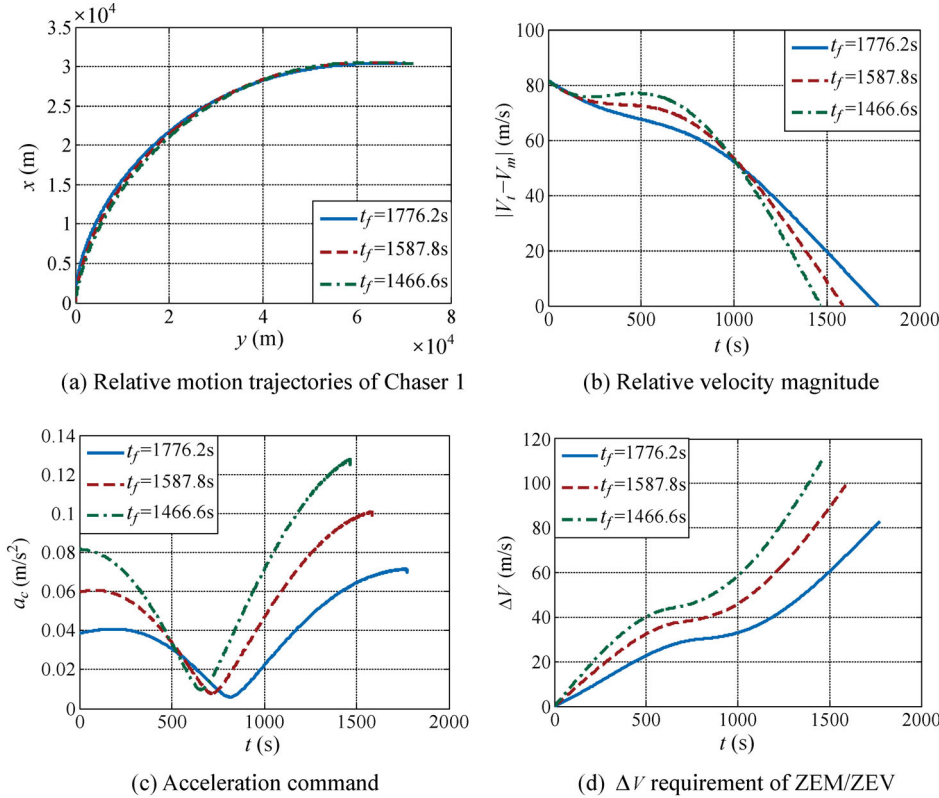 ×10⁴
3.5
3.0
2.5
2.0
1.5
1.0
0.5
0
x (m)
t_f=1776.2s
t_f=1587.8s
t_f=1466.6s
0 2 4 6 8
y (m)
×10⁴
(a) Relative motion trajectories of Chaser 1
100
80
60
40
20
0
|V_t−V_m| (m/s)
t_f=1776.2s
t_f=1587.8s
t_f=1466.6s
0 500 1000 1500 2000
t (s)
(b) Relative velocity magnitude
0.14
0.12
0.1
0.08
0.06
0.04
0.02
0
a_c (m/s²)
t_f=1776.2s
t_f=1587.8s
t_f=1466.6s
0 500 1000 1500 2000
t (s)
(c) Acceleration command
120
100
80
60
40
20
0
ΔV (m/s)
t_f=1776.2s
t_f=1587.8s
t_f=1466.6s
0 500 1000 1500 2000
t (s)
(d) ΔV requirement of ZEM/ZEV